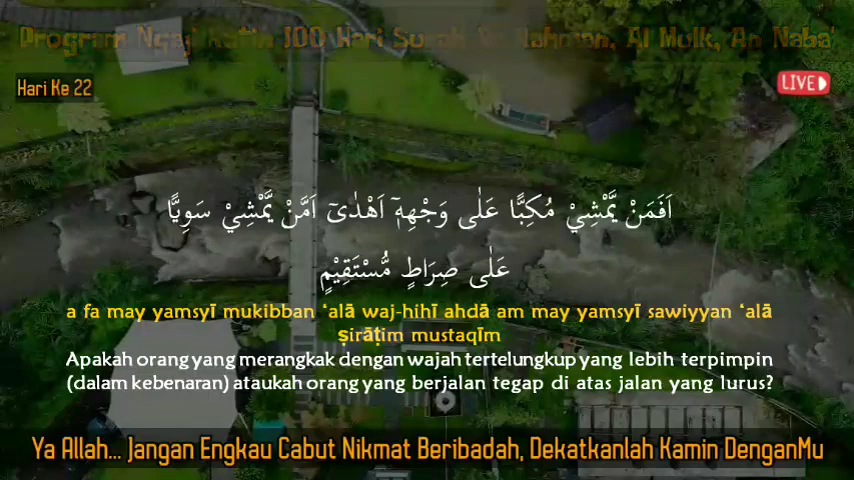 Program Ngaji Rutin 100 Hari Surah Ar Rahman, Al Mulk, An Naba'
Hari Ke 22
LIVE
اَفَمَنْ يَّمْشِيْ مُكِبًّا عَلٰى وَجْهِهٖٓ اَهْدٰىٓ اَمَّنْ يَّمْشِيْ سَوِيًّا
عَلٰى صِرَاطٍ مُّسْتَقِيْمٍ
a fa may yamsyī mukibban ‘alā waj-hihī ahdā am may yamsyī sawiyyan ‘alā
ṣirāṭim mustaqīm
Apakah orang yang merangkak dengan wajah tertelungkup yang lebih terpimpin
(dalam kebenaran) ataukah orang yang berjalan tegap di atas jalan yang lurus?
Ya Allah... Jangan Engkau Cabut Nikmat Beribadah, Dekatkanlah Kamin DenganMu